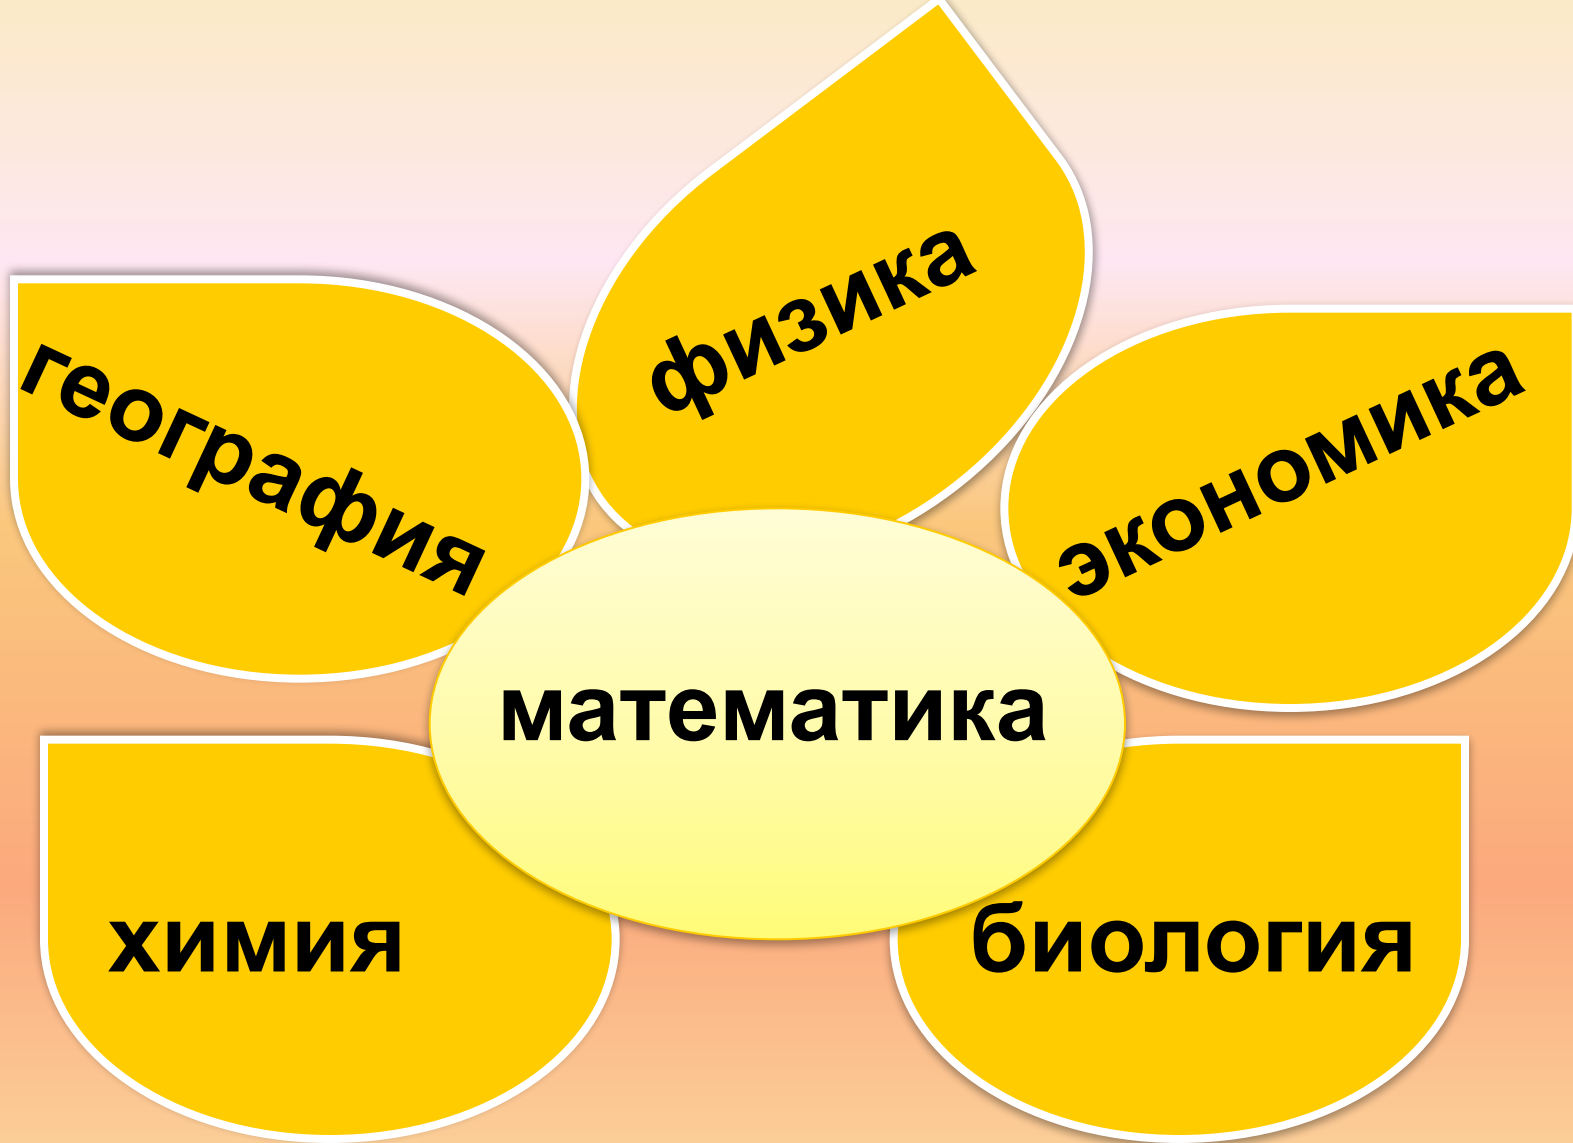 физика
география
экономика
математика
химия
биология